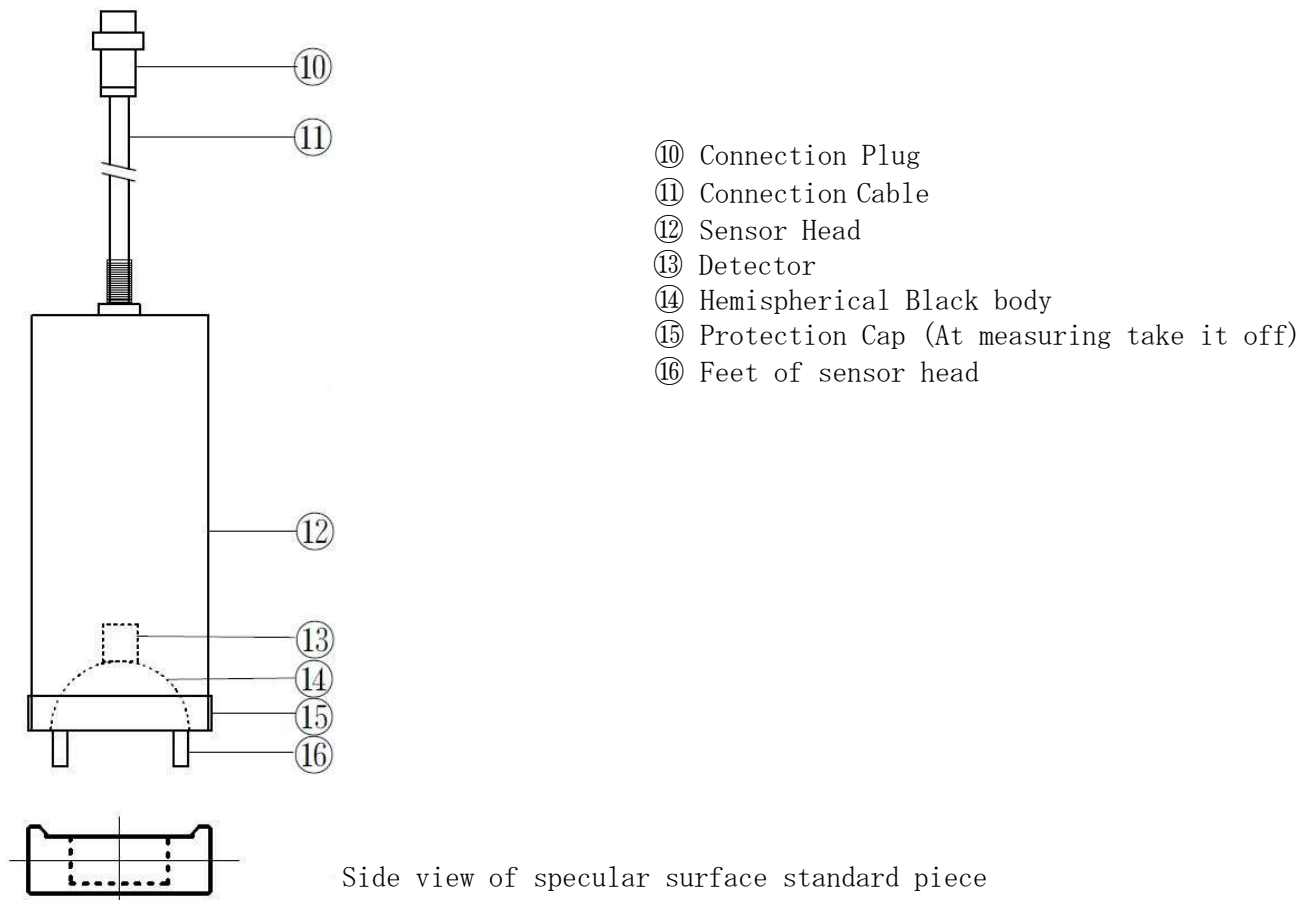 ⑩
⑪
⑫
⑬
⑭
⑮
⑯
⑩ Connection Plug
⑪ Connection Cable
⑫ Sensor Head
⑬ Detector
⑭ Hemispherical Black body
⑮ Protection Cap (At measuring take it off)
⑯ Feet of sensor head
Side view of specular surface standard piece